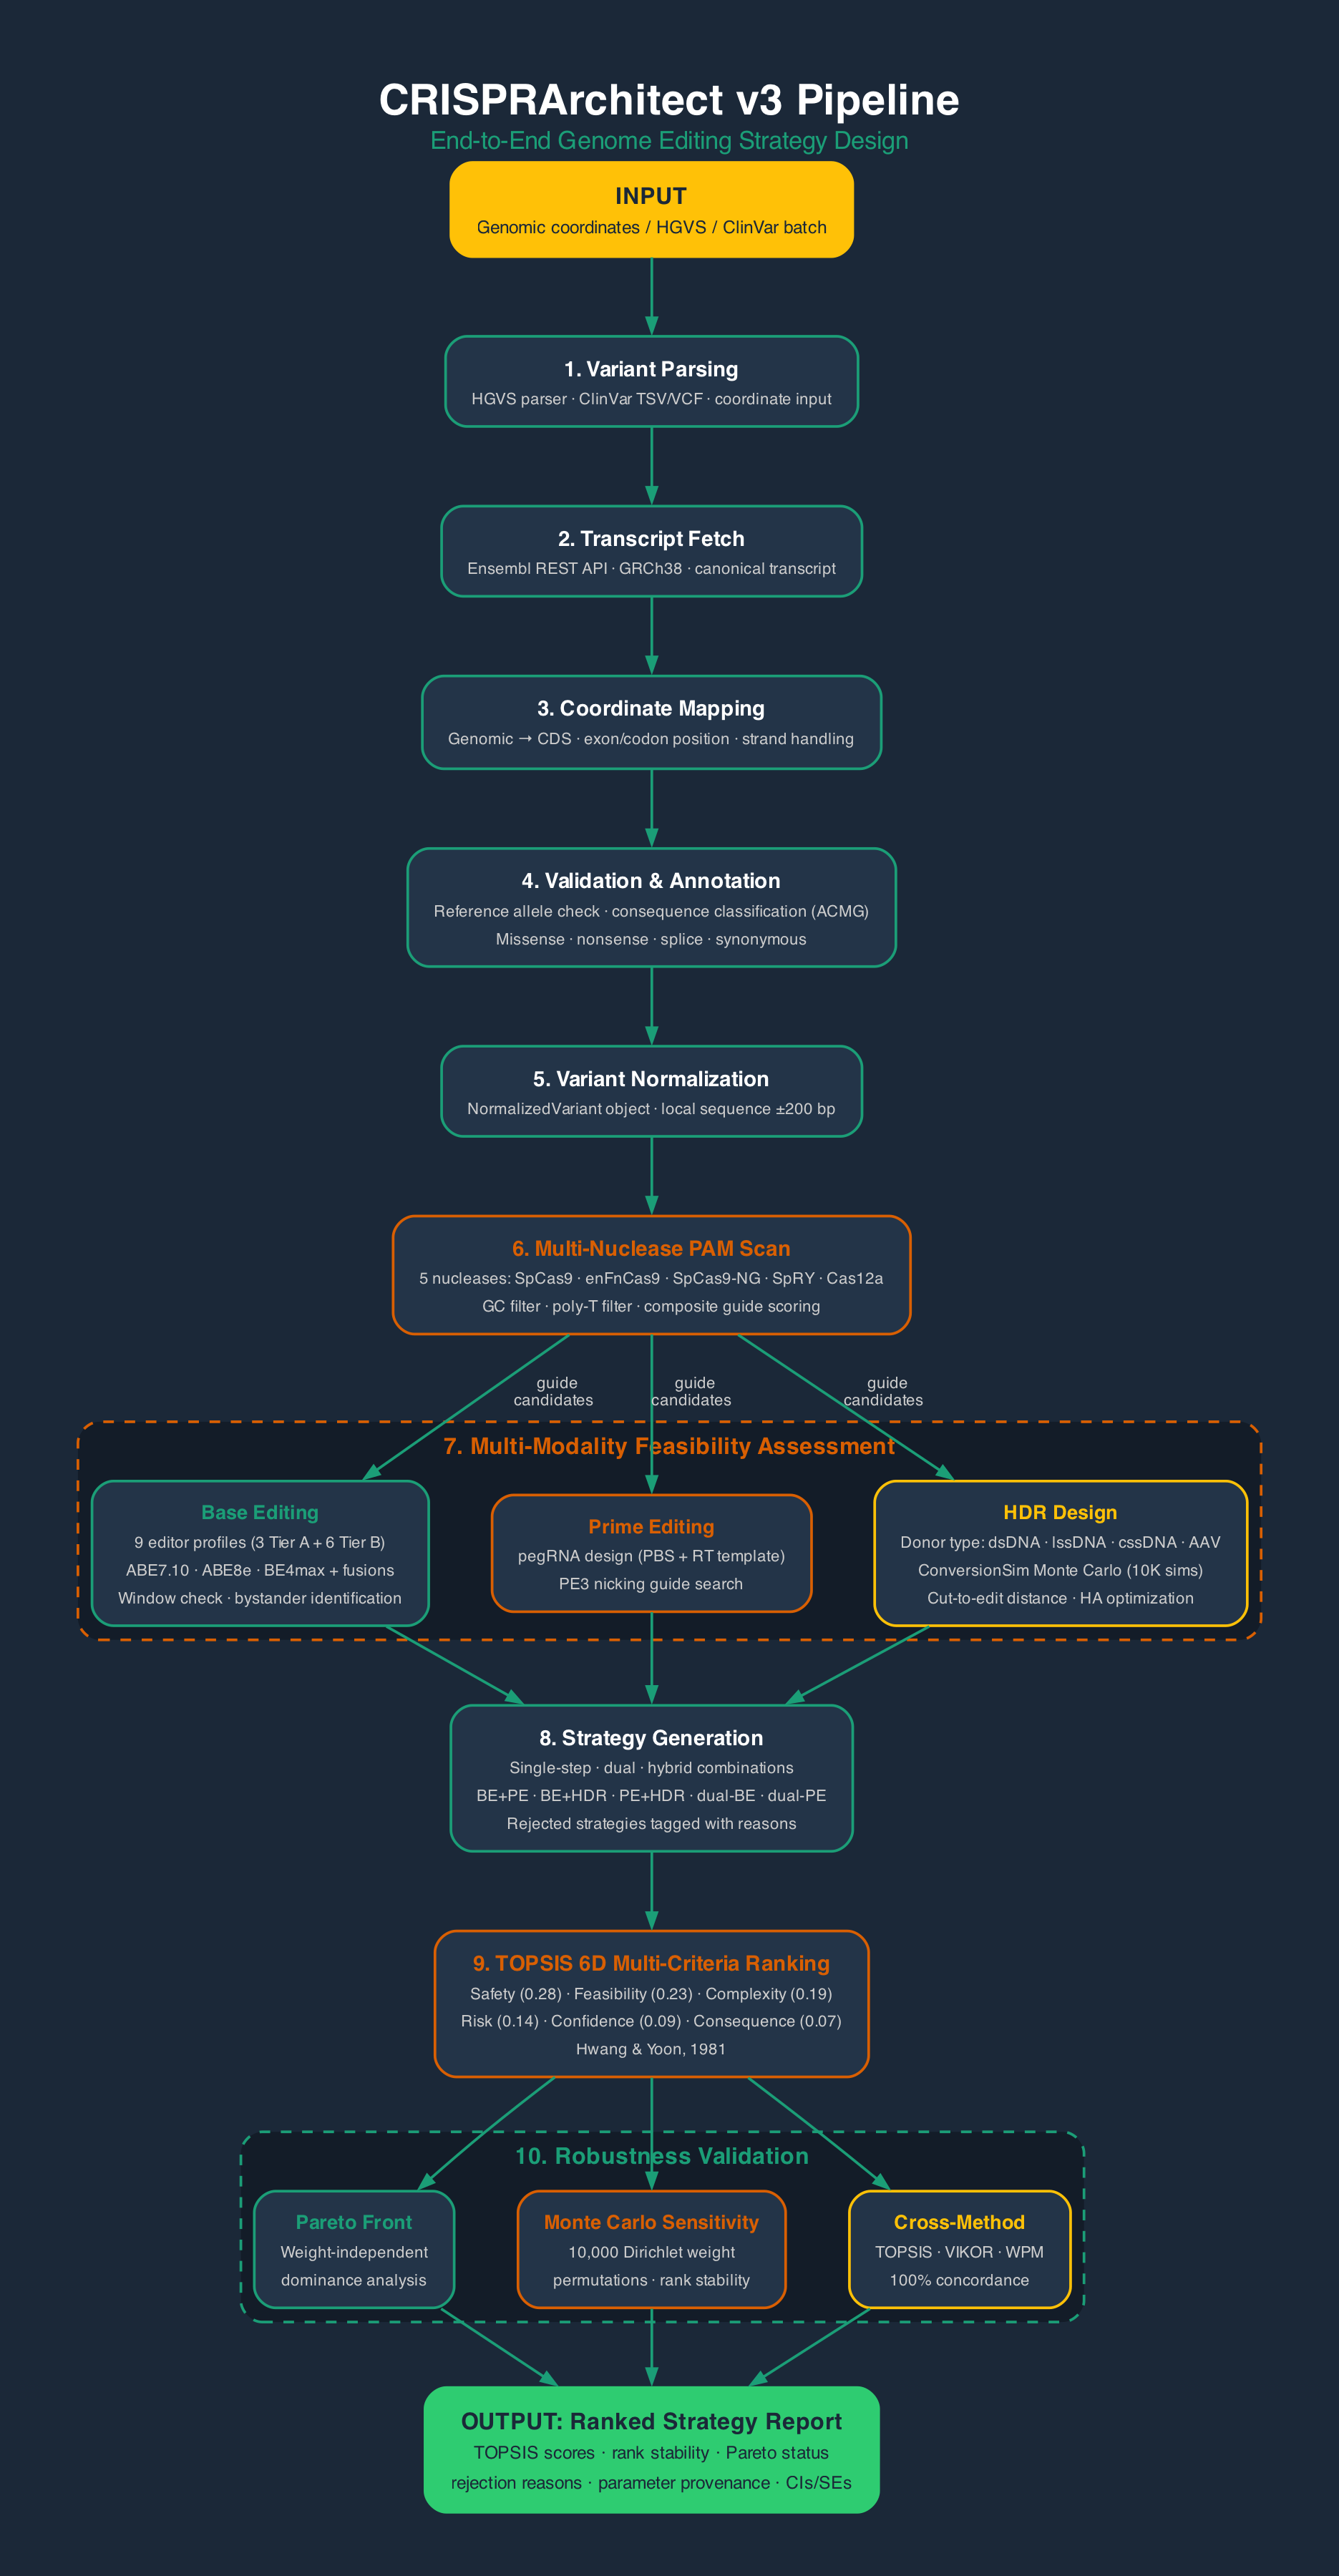 CRISPRArchitect v3 Pipeline
End-to-End Genome Editing Strategy Design
INPUT
Genomic coordinates / HGVS / ClinVar batch
1. Variant Parsing
HGVS parser · ClinVar TSV/VCF · coordinate input
2. Transcript Fetch
Ensembl REST API · GRCh38 · canonical transcript
3. Coordinate Mapping
Genomic → CDS · exon/codon position · strand handling
4. Validation & Annotation
Reference allele check · consequence classification (ACMG)
Missense · nonsense · splice · synonymous
5. Variant Normalization
NormalizedVariant object · local sequence ±200 bp
6. Multi-Nuclease PAM Scan
5 nucleases: SpCas9 · enFnCas9 · SpCas9-NG · SpRY · Cas12a
GC filter · poly-T filter · composite guide scoring
guide
candidates
guide
candidates
guide
candidates
7. Multi-Modality Feasibility Assessment
Base Editing
9 editor profiles (3 Tier A + 6 Tier B)
ABE7.10 · ABE8e · BE4max + fusions
Window check · bystander identification
Prime Editing
pegRNA design (PBS + RT template)
PE3 nicking guide search
HDR Design
Donor type: dsDNA · lssDNA · cssDNA · AAV
ConversionSim Monte Carlo (10K sims)
Cut-to-edit distance · HA optimization
8. Strategy Generation
Single-step · dual · hybrid combinations
BE+PE · BE+HDR · PE+HDR · dual-BE · dual-PE
Rejected strategies tagged with reasons
9. TOPSIS 6D Multi-Criteria Ranking
Safety (0.28) · Feasibility (0.23) · Complexity (0.19)
Risk (0.14) · Confidence (0.09) · Consequence (0.07)
Hwang & Yoon, 1981
10. Robustness Validation
Pareto Front
Weight-independent
dominance analysis
Monte Carlo Sensitivity
10,000 Dirichlet weight
permutations · rank stability
Cross-Method
TOPSIS · VIKOR · WPM
100% concordance
OUTPUT: Ranked Strategy Report
TOPSIS scores · rank stability · Pareto status
rejection reasons · parameter provenance · CIs/SEs